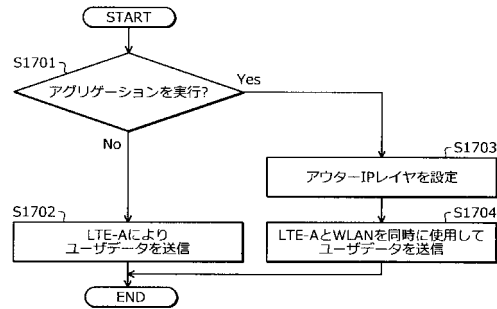 START
S1701
アグリゲーションを実行?
Yes
No
S1703
アウターIPレイヤを設定
S1702
LTE-Aにより
ユーザデータを送信
S1704
LTE-AとWLANを同時に使用して
ユーザデータを送信
END